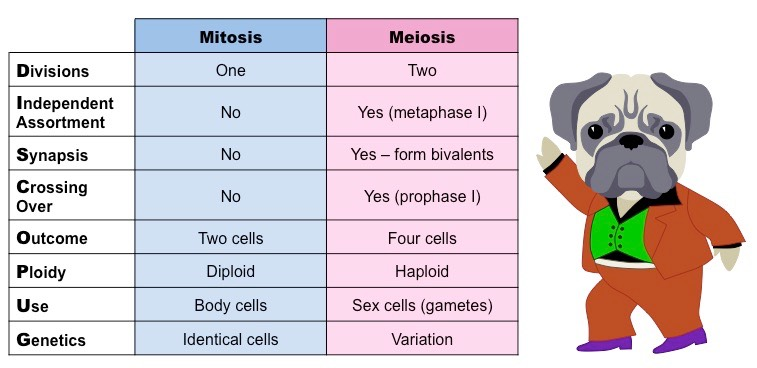 Mitosis Meiosis
Divisions One Two
Independent
Assortment No Yes (metaphase I)
Synapsis No Yes – form bivalents
Crossing
Over No Yes (prophase I)
Outcome Two cells Four cells
Ploidy Diploid Haploid
Use Body cells Sex cells (gametes)
Genetics Identical cells Variation